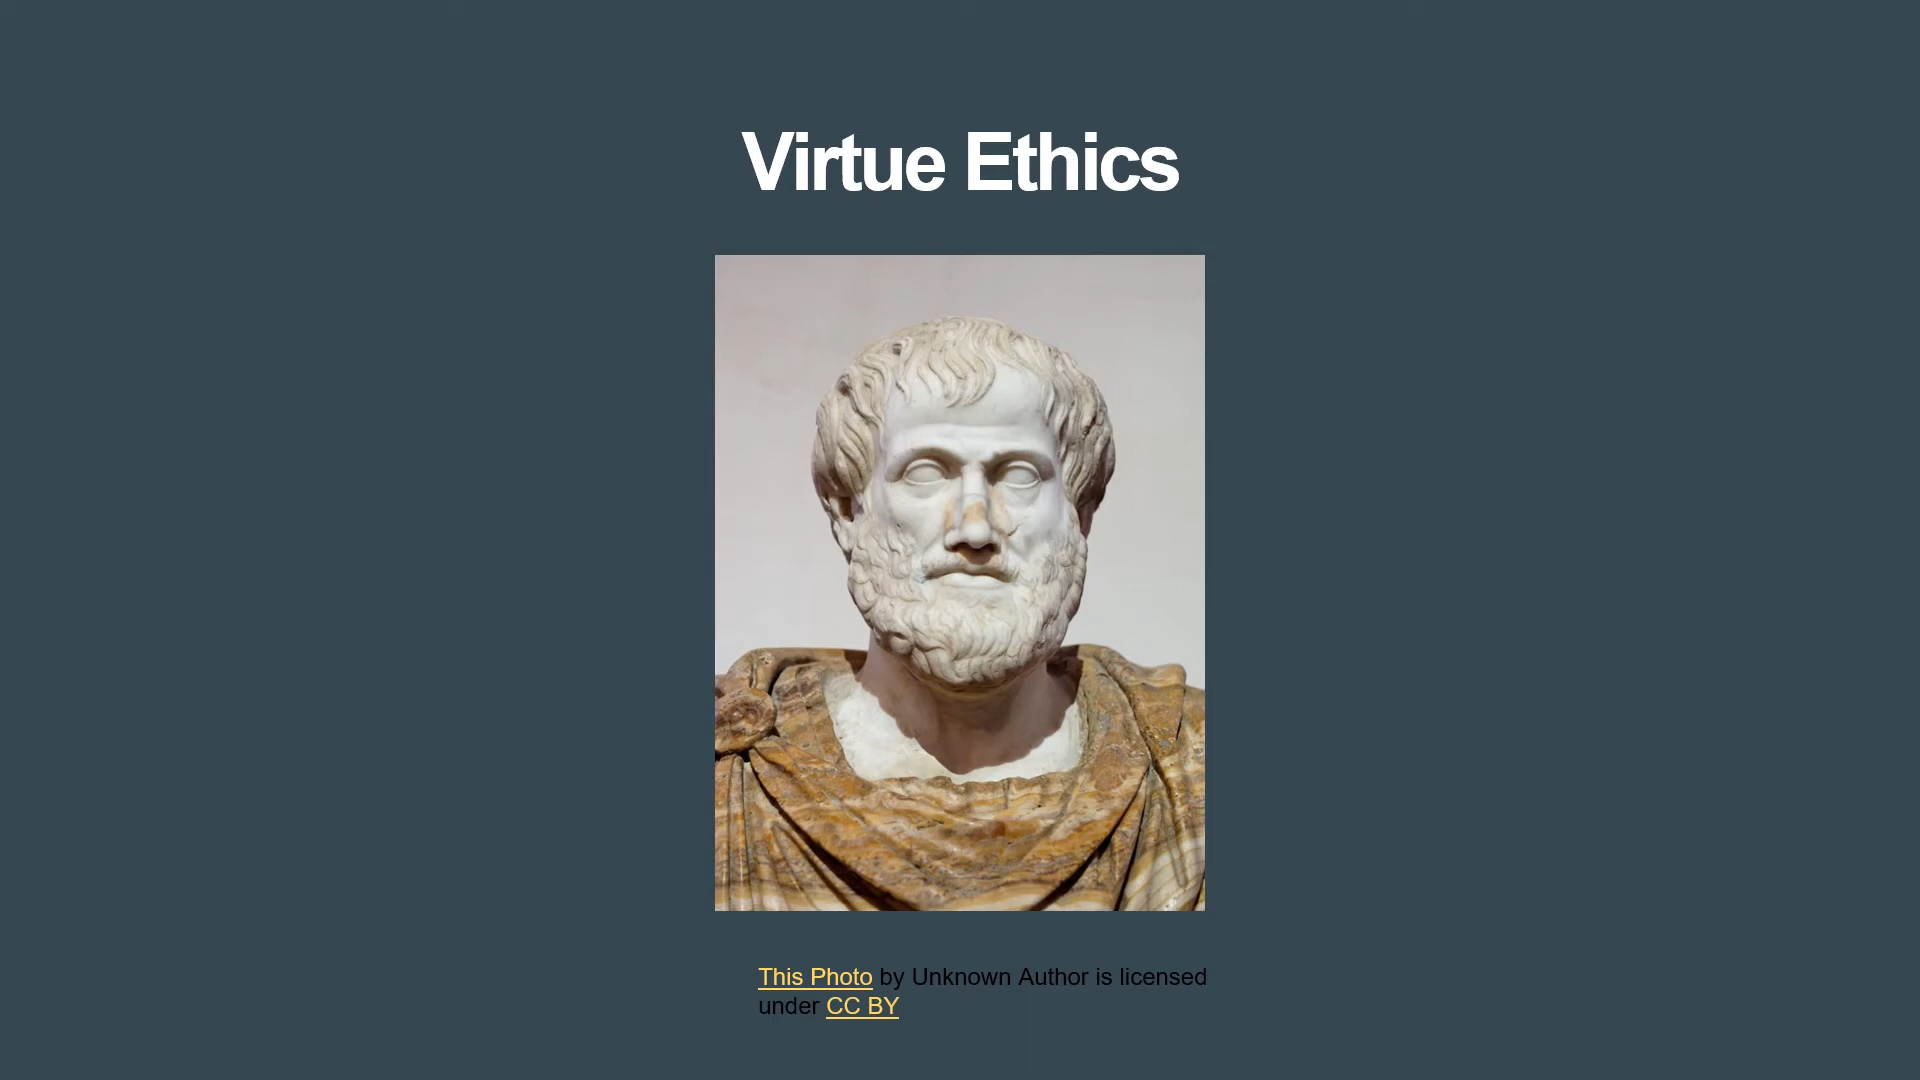 Virtue Ethics
This Photo by Unknown Author is licensed
under CC BY